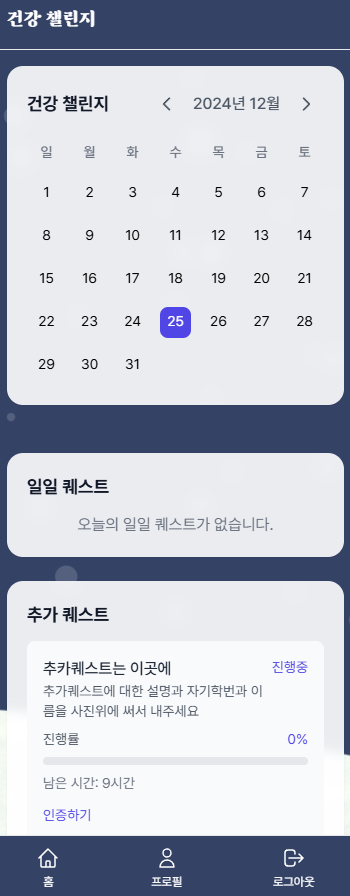 건강 챌린지
건강 챌린지
2024년 12월
일 월 화 수 목 금 토
1 2 3 4 5 6 7
8 9 10 11 12 13 14
15 16 17 18 19 20 21
22 23 24 25 26 27 28
29 30 31
일일 퀘스트
오늘의 일일 퀘스트가 없습니다.
추가 퀘스트
추카퀘스트는 이곳에 진행중
추가퀘스트에 대한 설명과 자기학번과 이
름을 사진위에 써서 내주세요
진행률 0%
남은 시간: 9시간
인증하기
홈 프로필 로그아웃